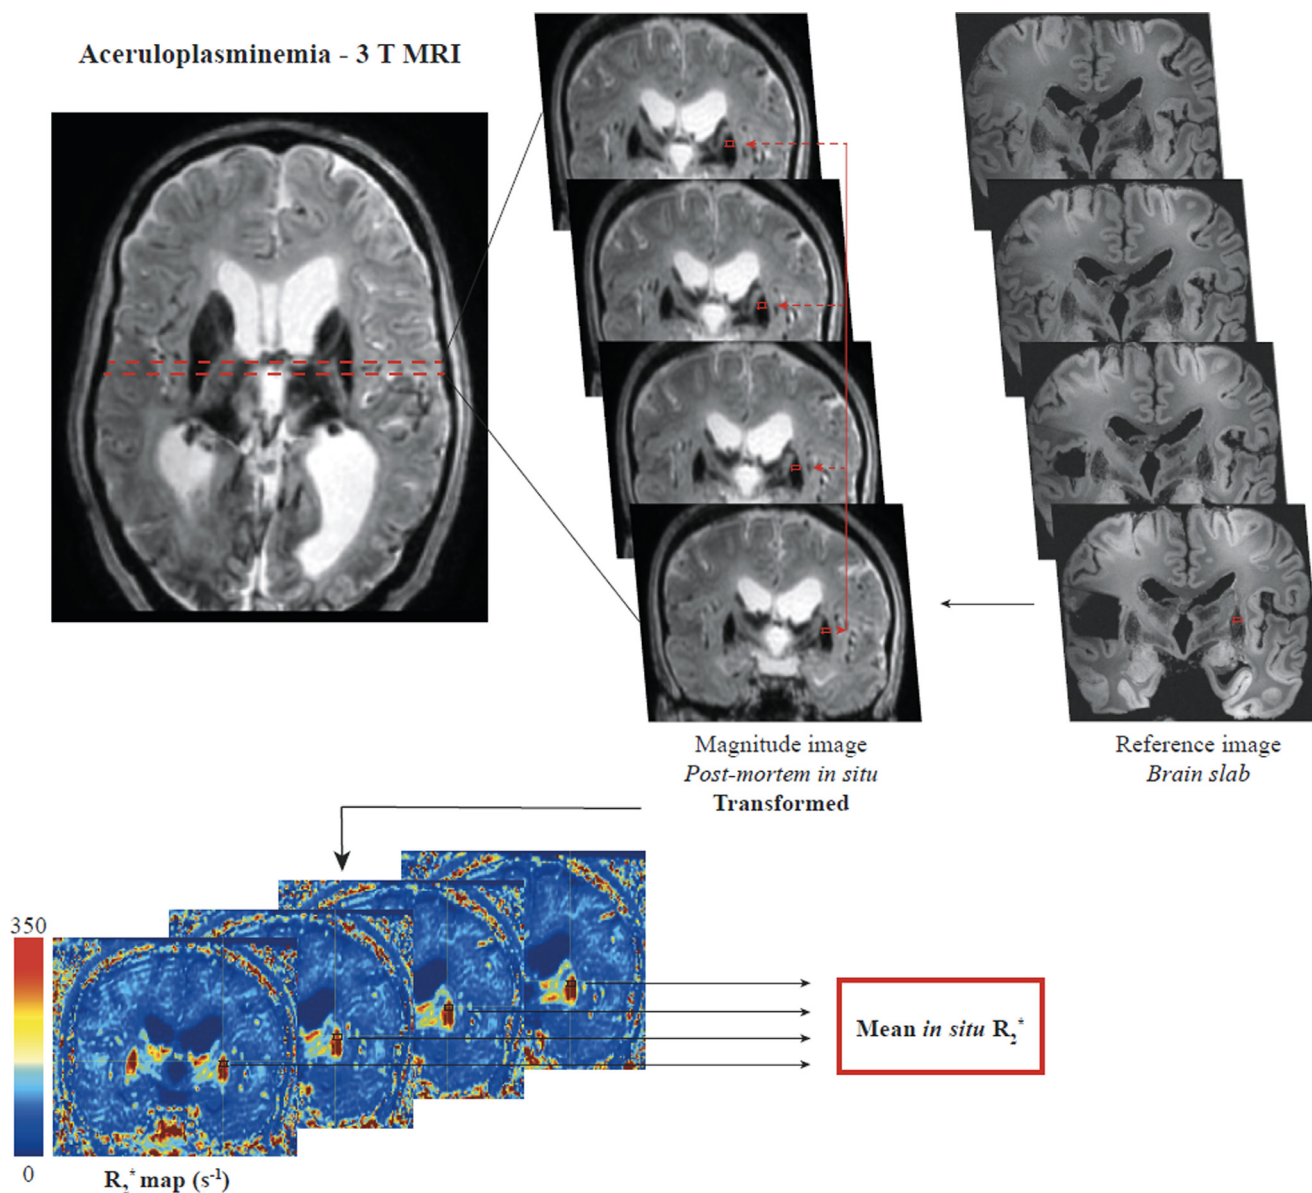 Aceruloplasminemia - 3 T MRI
Magnitude image
Post-mortem in situ
Transformed
Reference image
Brain slab
350
0
R₂* map (s⁻¹)
Mean in situ R₂*